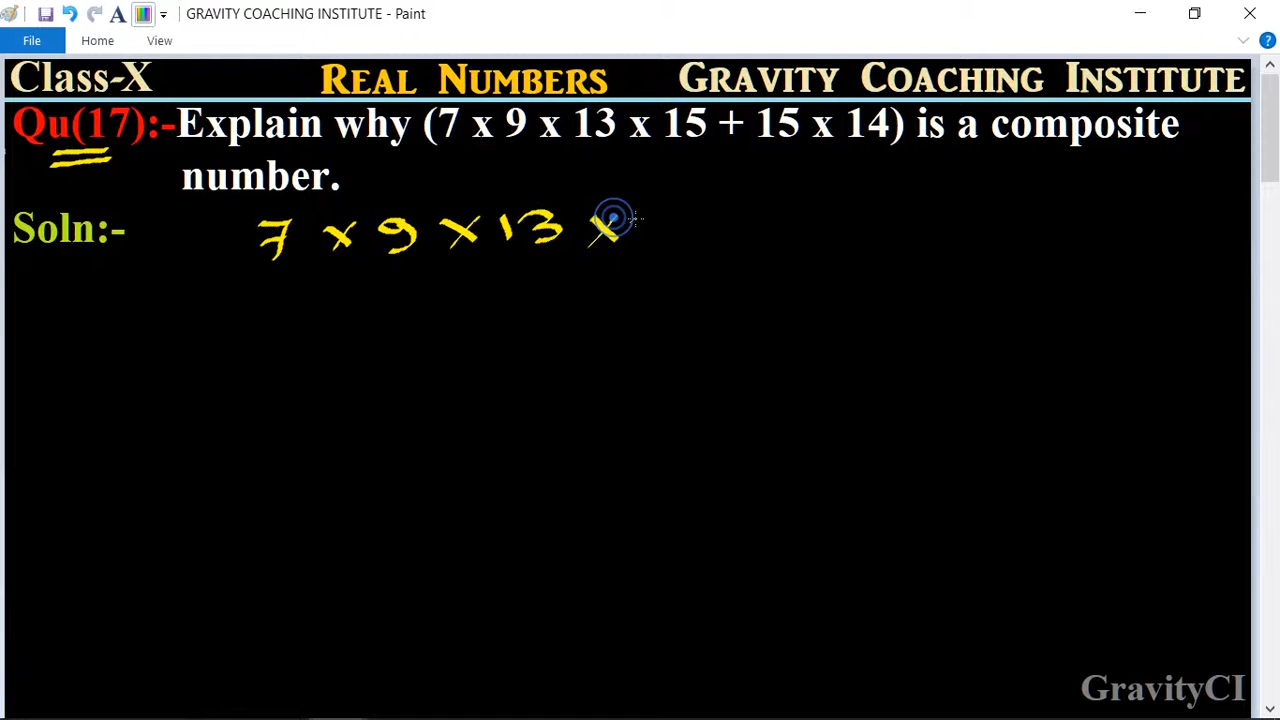 GRAVITY COACHING INSTITUTE - Paint
File Home View
Class-X REAL NUMBERS GRAVITY COACHING INSTITUTE
Qu(17):-Explain why (7 x 9 x 13 x 15 + 15 x 14) is a composite
number.
Soln:- 7 x 9 x 13 x
GravityCI